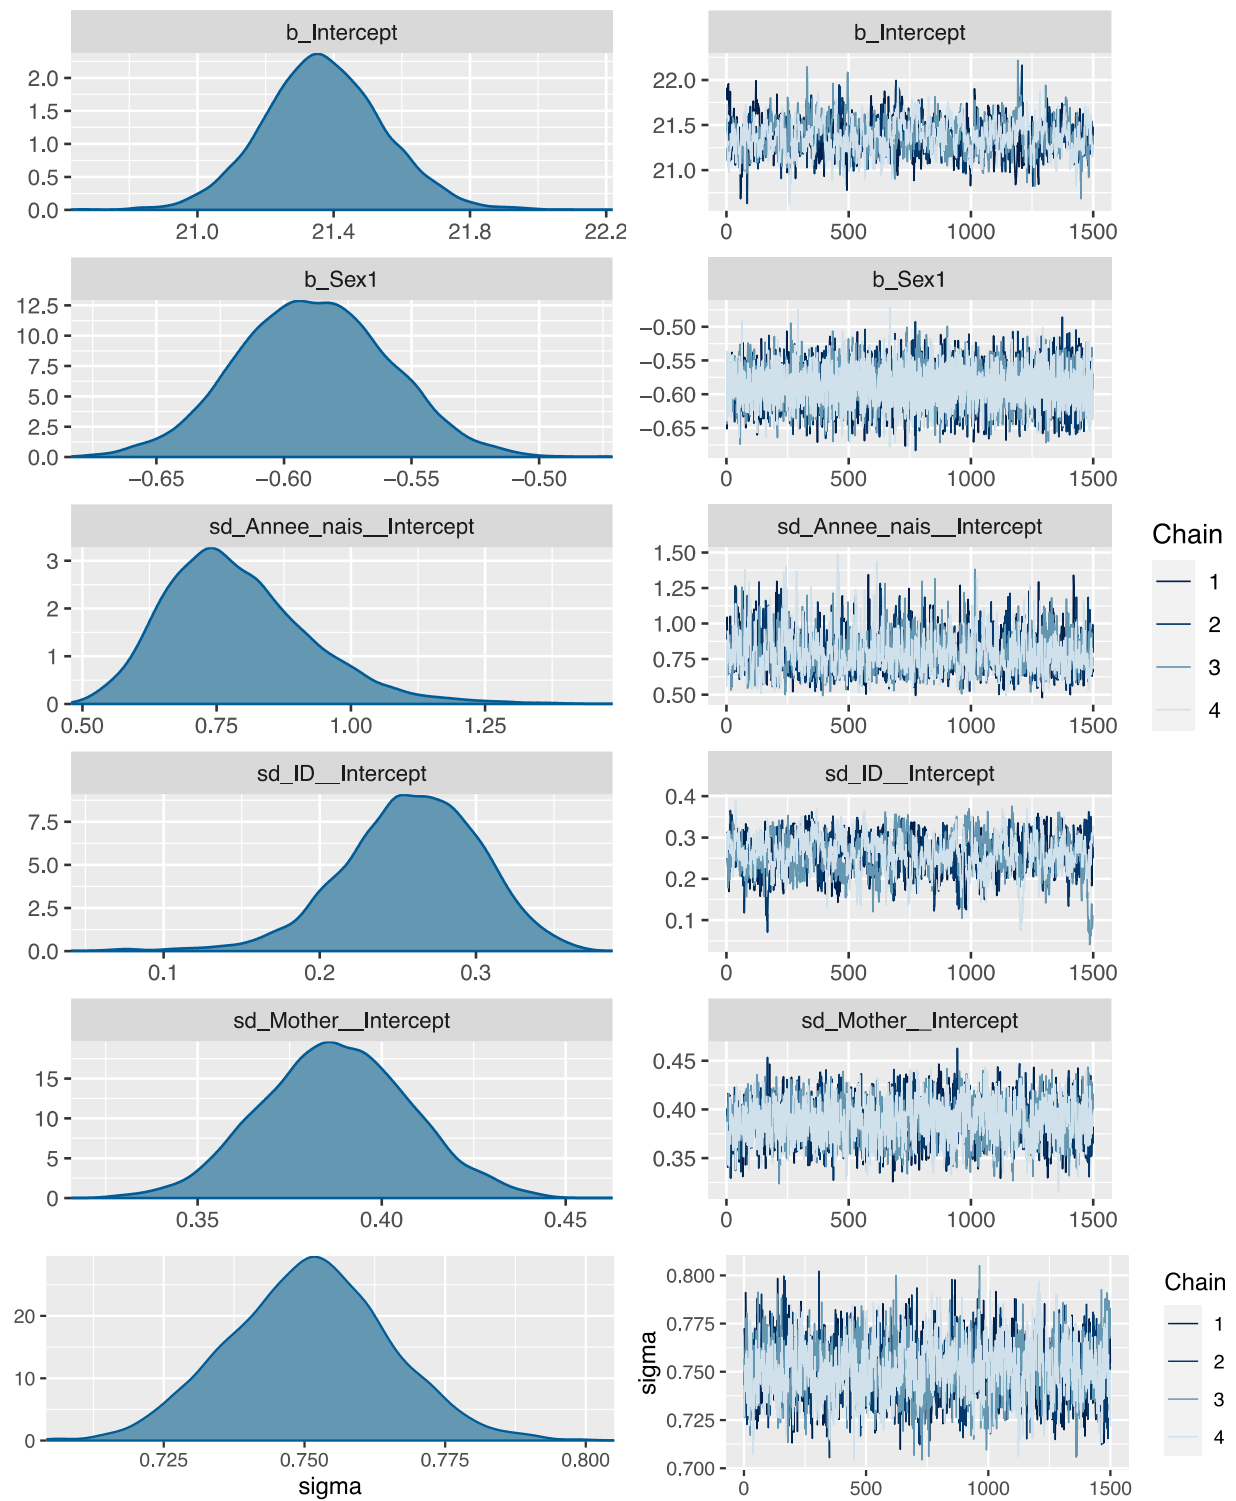 b_Intercept
2.0
1.5
1.0
0.5
0.0
21.0 21.4 21.8 22.2
b_Intercept
22.0
21.5
21.0
0 500 1000 1500
b_Sex1
12.5
10.0
7.5
5.0
2.5
0.0
−0.65 −0.60 −0.55 −0.50
b_Sex1
−0.50
−0.55
−0.60
−0.65
0 500 1000 1500
sd_Annee_nais__Intercept
3
2
1
0
0.50 0.75 1.00 1.25
sd_Annee_nais__Intercept
1.50
1.25
1.00
0.75
0.50
0 500 1000 1500
Chain
1
2
3
4
sd_ID__Intercept
7.5
5.0
2.5
0.0
0.1 0.2 0.3
sd_ID__Intercept
0.4
0.3
0.2
0.1
0 500 1000 1500
sd_Mother__Intercept
15
10
5
0
0.35 0.40 0.45
sd_Mother__Intercept
0.45
0.40
0.35
0 500 1000 1500
20
10
0
0.725 0.750 0.775 0.800
sigma
sigma
0.800
0.775
0.750
0.725
0.700
0 500 1000 1500
Chain
1
2
3
4